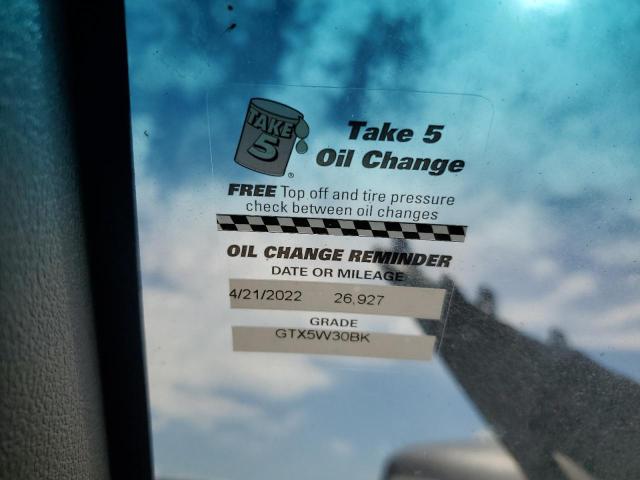 TAKE
5
®
Take 5
Oil Change
FREE Top off and tire pressure
check between oil changes
OIL CHANGE REMINDER
DATE OR MILEAGE
4/21/2022 26,927
GRADE
GTX5W30BK